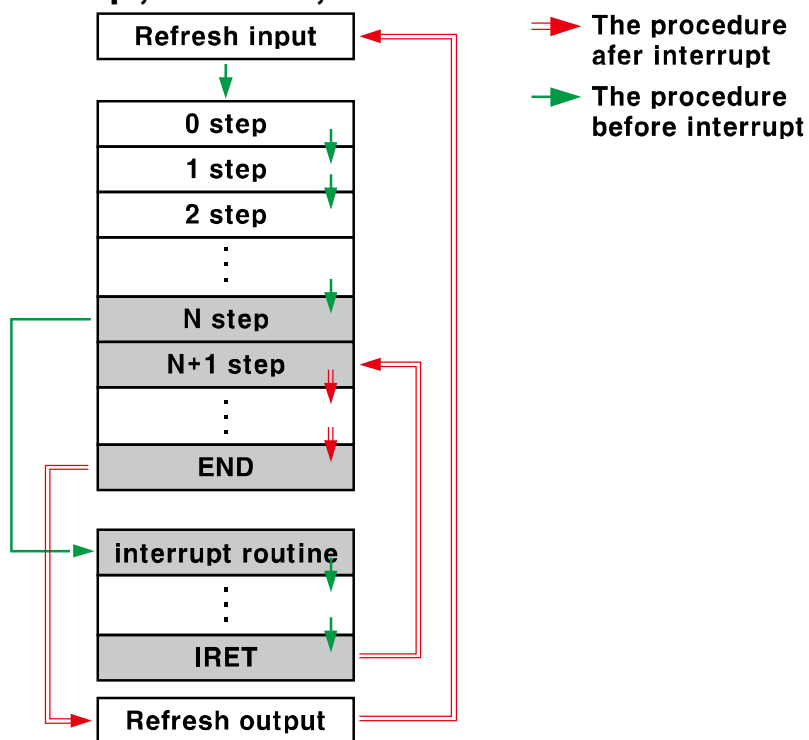 Refresh input
0 step
1 step
2 step
N step
N+1 step
END
interrupt routine
IRET
Refresh output
The procedure
afer interrupt
The procedure
before interrupt